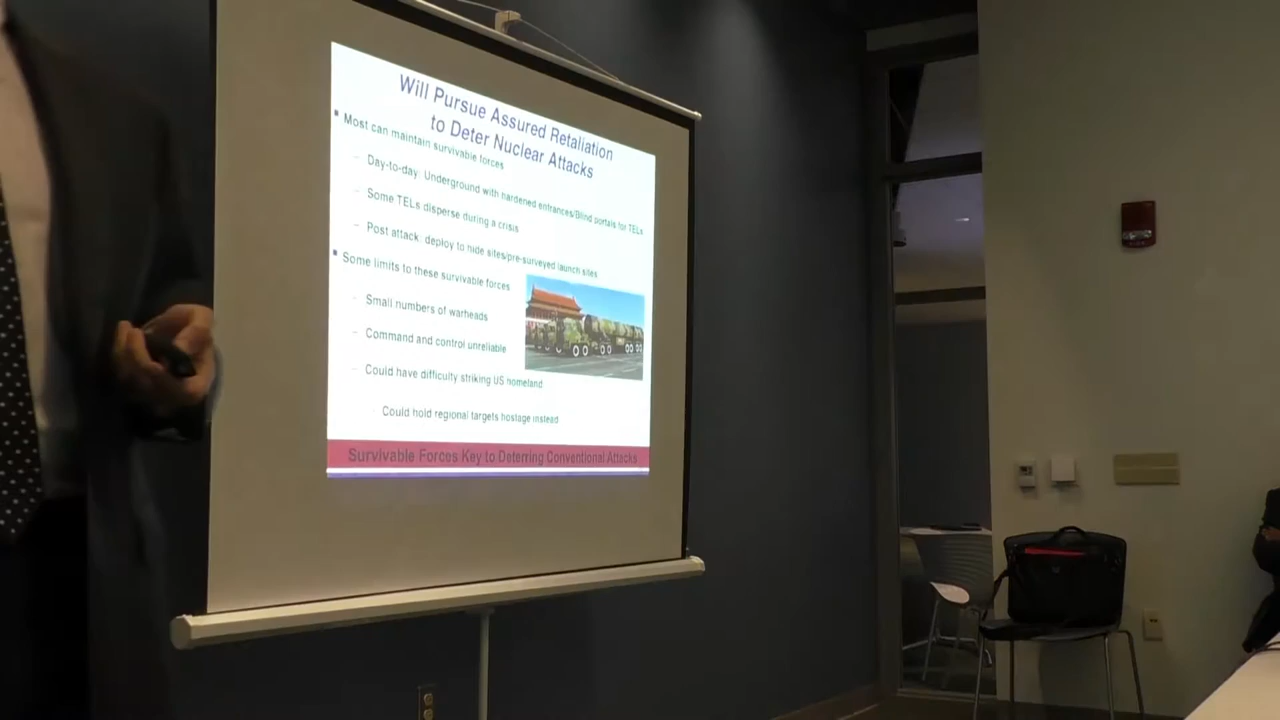 Will Pursue Assured Retaliation
to Deter Nuclear Attacks
Most can maintain survivable forces
Day-to-day: Underground with hardened entrances/Blind portals for TELs
Some TELs disperse during a crisis
Post attack: deploy to hide sites/pre-surveyed launch sites
Some limits to these survivable forces
Small numbers of warheads
Command and control unreliable
Could have difficulty striking US homeland
Could hold regional targets hostage instead
Survivable Forces Key to Deterring Conventional Attacks